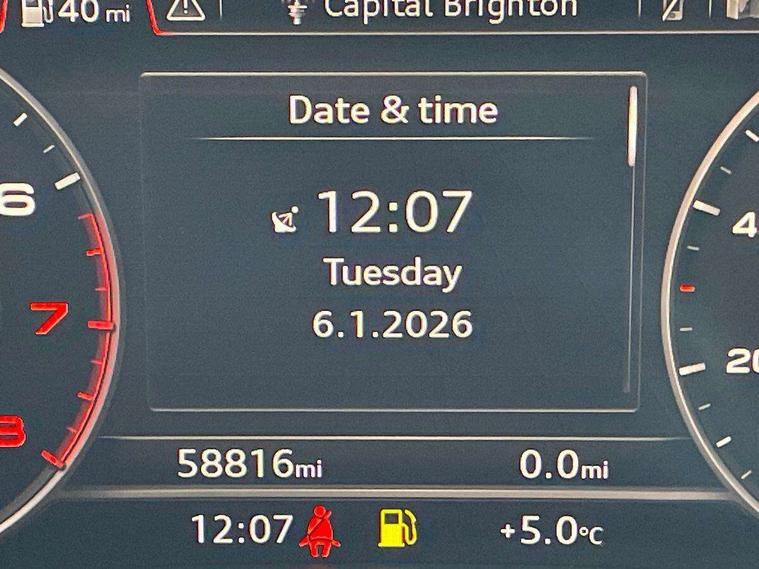 40 mi
Capital Brighton
Date & time
12:07
Tuesday
6.1.2026
6
7
8
20
58816mi
0.0mi
12:07
+5.0°C